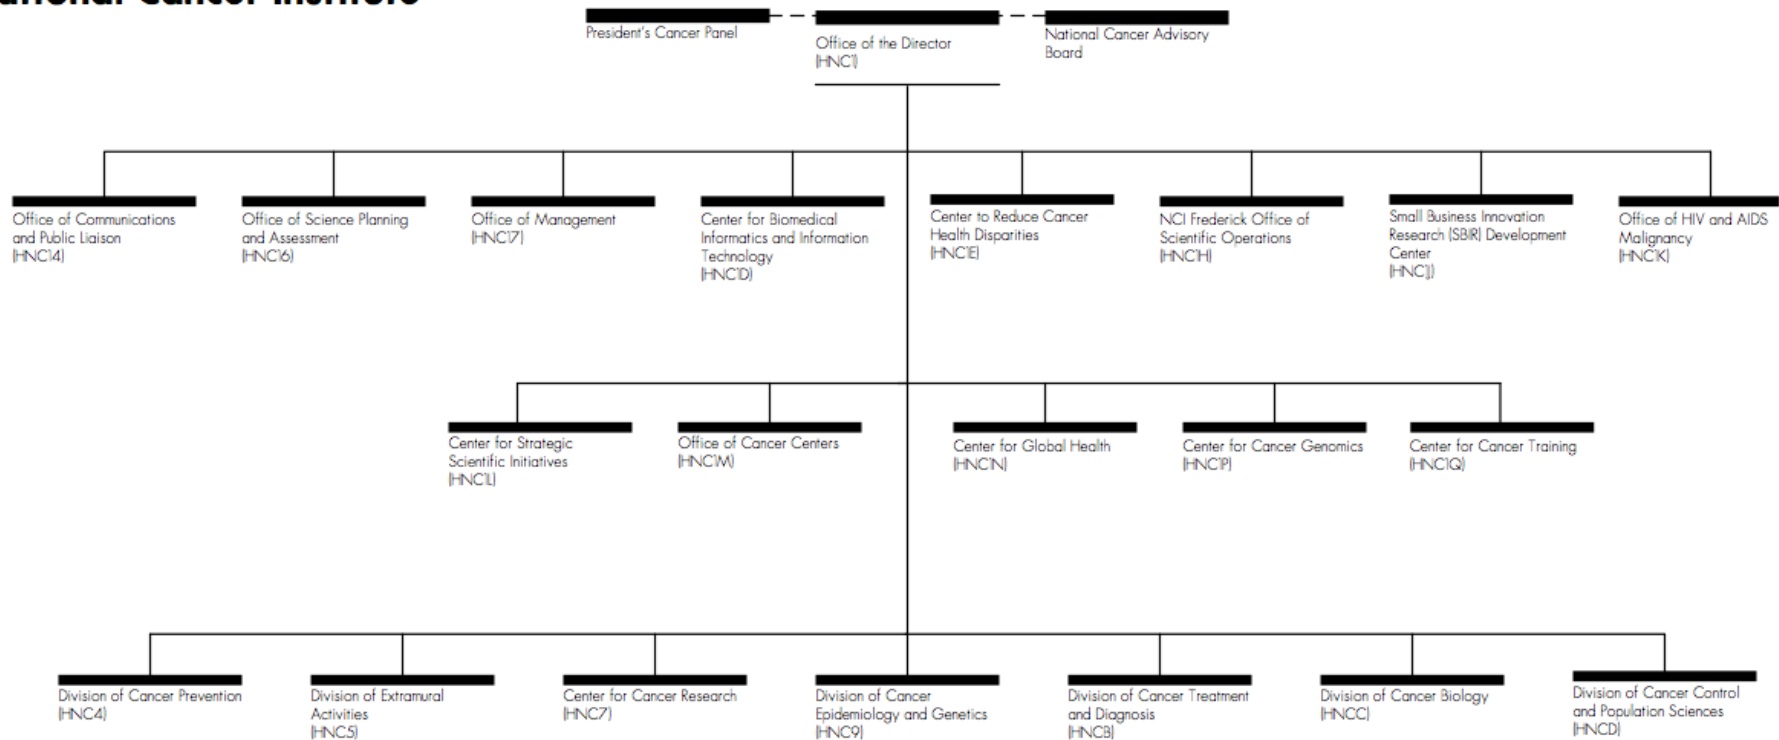 President's Cancer Panel
Office of the Director
(HNC1)
National Cancer Advisory
Board
Office of Communications
and Public Liaison
(HNC14)
Office of Science Planning
and Assessment
(HNC16)
Office of Management
(HNC17)
Center for Biomedical
Informatics and Information
Technology
(HNC1D)
Center to Reduce Cancer
Health Disparities
(HNC1E)
NCI Frederick Office of
Scientific Operations
(HNC1H)
Small Business Innovation
Research (SBIR) Development
Center
(HNC1J)
Office of HIV and AIDS
Malignancy
(HNC1K)
Center for Strategic
Scientific Initiatives
(HNC1L)
Office of Cancer Centers
(HNC1M)
Center for Global Health
(HNC1N)
Center for Cancer Genomics
(HNC1P)
Center for Cancer Training
(HNC1Q)
Division of Cancer Prevention
(HNC4)
Division of Extramural
Activities
(HNC5)
Center for Cancer Research
(HNC7)
Division of Cancer
Epidemiology and Genetics
(HNC9)
Division of Cancer Treatment
and Diagnosis
(HNCB)
Division of Cancer Biology
(HNCC)
Division of Cancer Control
and Population Sciences
(HNCD)